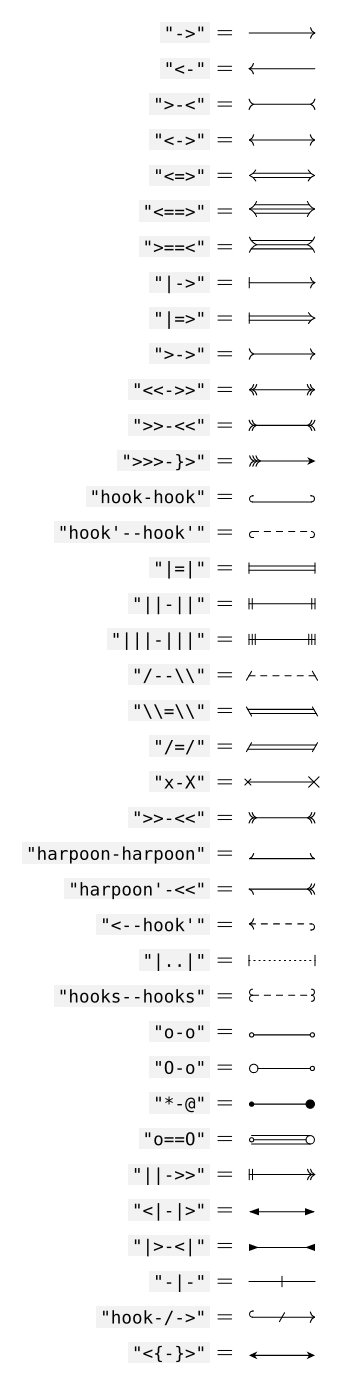 "->" =
"<-" =
">-<" =
"<->" =
"<=>" =
"<==>" =
">==<" =
"|->" =
"|=>" =
">->" =
"<<->>" =
">>-<<" =
">>>-}>" =
"hook-hook" =
"hook'--hook'" =
"|=|" =
"||-||" =
"|||-|||" =
"/--\\" =
"\\=\\" =
"/=/" =
"x-X" =
">>-<<" =
"harpoon-harpoon" =
"harpoon'-<<" =
"<--hook'" =
"|..|" =
"hooks--hooks" =
"o-o" =
"O-o" =
"*-@" =
"o==O" =
"||->>" =
"<|-|>" =
"|>-<|" =
"-|-" =
"hook-/->" =
"<{-}>" =